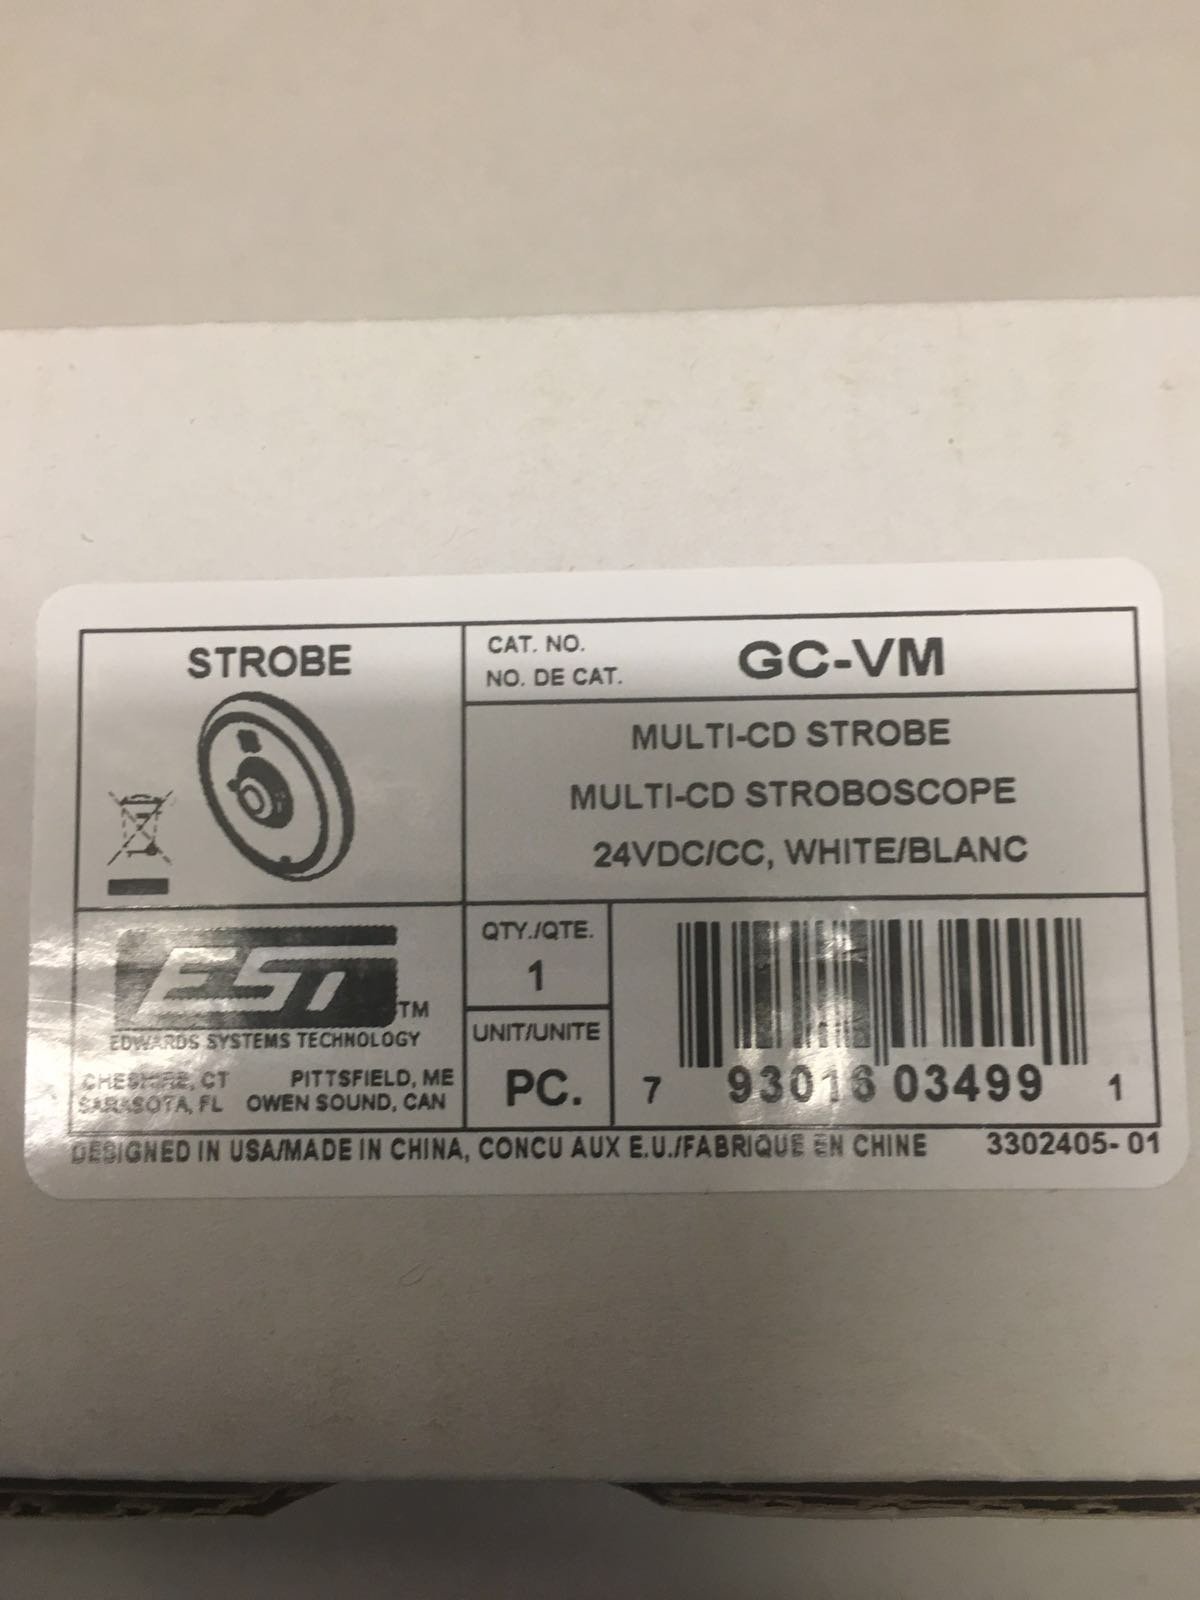 STROBE
CAT. NO.
NO. DE CAT.
GC-VM
MULTI-CD STROBE
MULTI-CD STROBOSCOPE
24VDC/CC, WHITE/BLANC
EST TM
EDWARDS SYSTEMS TECHNOLOGY
CHESHIRE, CT PITTSFIELD, ME
SARASOTA, FL OWEN SOUND, CAN
QTY./QTE.
1
UNIT/UNITE
PC.
7 93016 03499 1
DESIGNED IN USA/MADE IN CHINA, CONCU AUX E.U./FABRIQUE EN CHINE 3302405-01